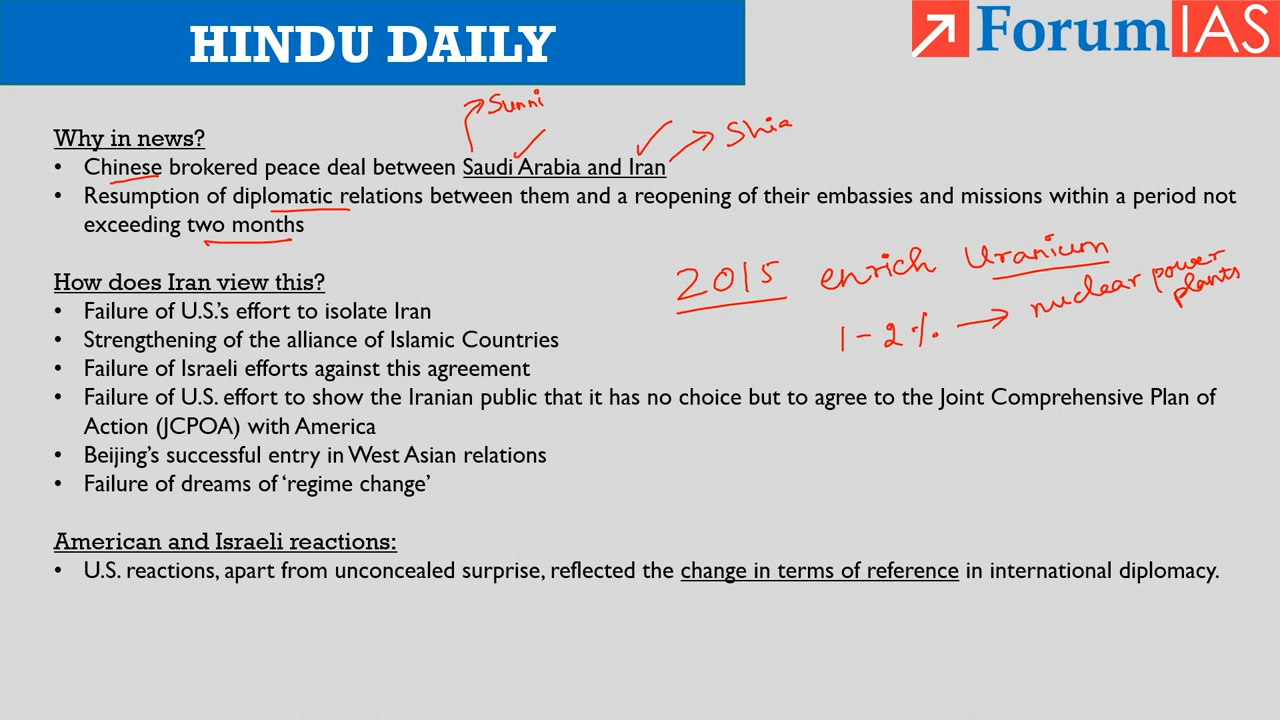 HINDU DAILY
ForumIAS
Sunni
Shia
Why in news?
• Chinese brokered peace deal between Saudi Arabia and Iran
• Resumption of diplomatic relations between them and a reopening of their embassies and missions within a period not
exceeding two months
2015 enrich Uranium
1-2% → nuclear power
plants
How does Iran view this?
• Failure of U.S.'s effort to isolate Iran
• Strengthening of the alliance of Islamic Countries
• Failure of Israeli efforts against this agreement
• Failure of U.S. effort to show the Iranian public that it has no choice but to agree to the Joint Comprehensive Plan of
Action (JCPOA) with America
• Beijing's successful entry in West Asian relations
• Failure of dreams of 'regime change'
American and Israeli reactions:
• U.S. reactions, apart from unconcealed surprise, reflected the change in terms of reference in international diplomacy.